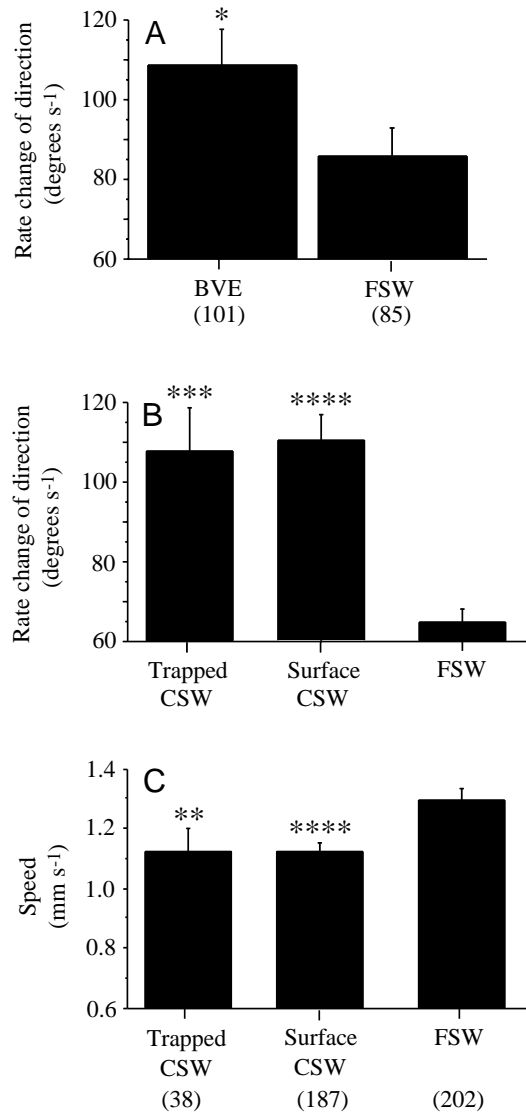 A
*
Rate change of direction
(degrees s-1)
120
100
80
60
BVE
(101)
FSW
(85)
B
***
****
Rate change of direction
(degrees s-1)
120
100
80
60
Trapped
CSW
Surface
CSW
FSW
C
**
****
Speed
(mm s-1)
1.4
1.2
1.0
0.8
0.6
Trapped
CSW
(38)
Surface
CSW
(187)
FSW
(202)